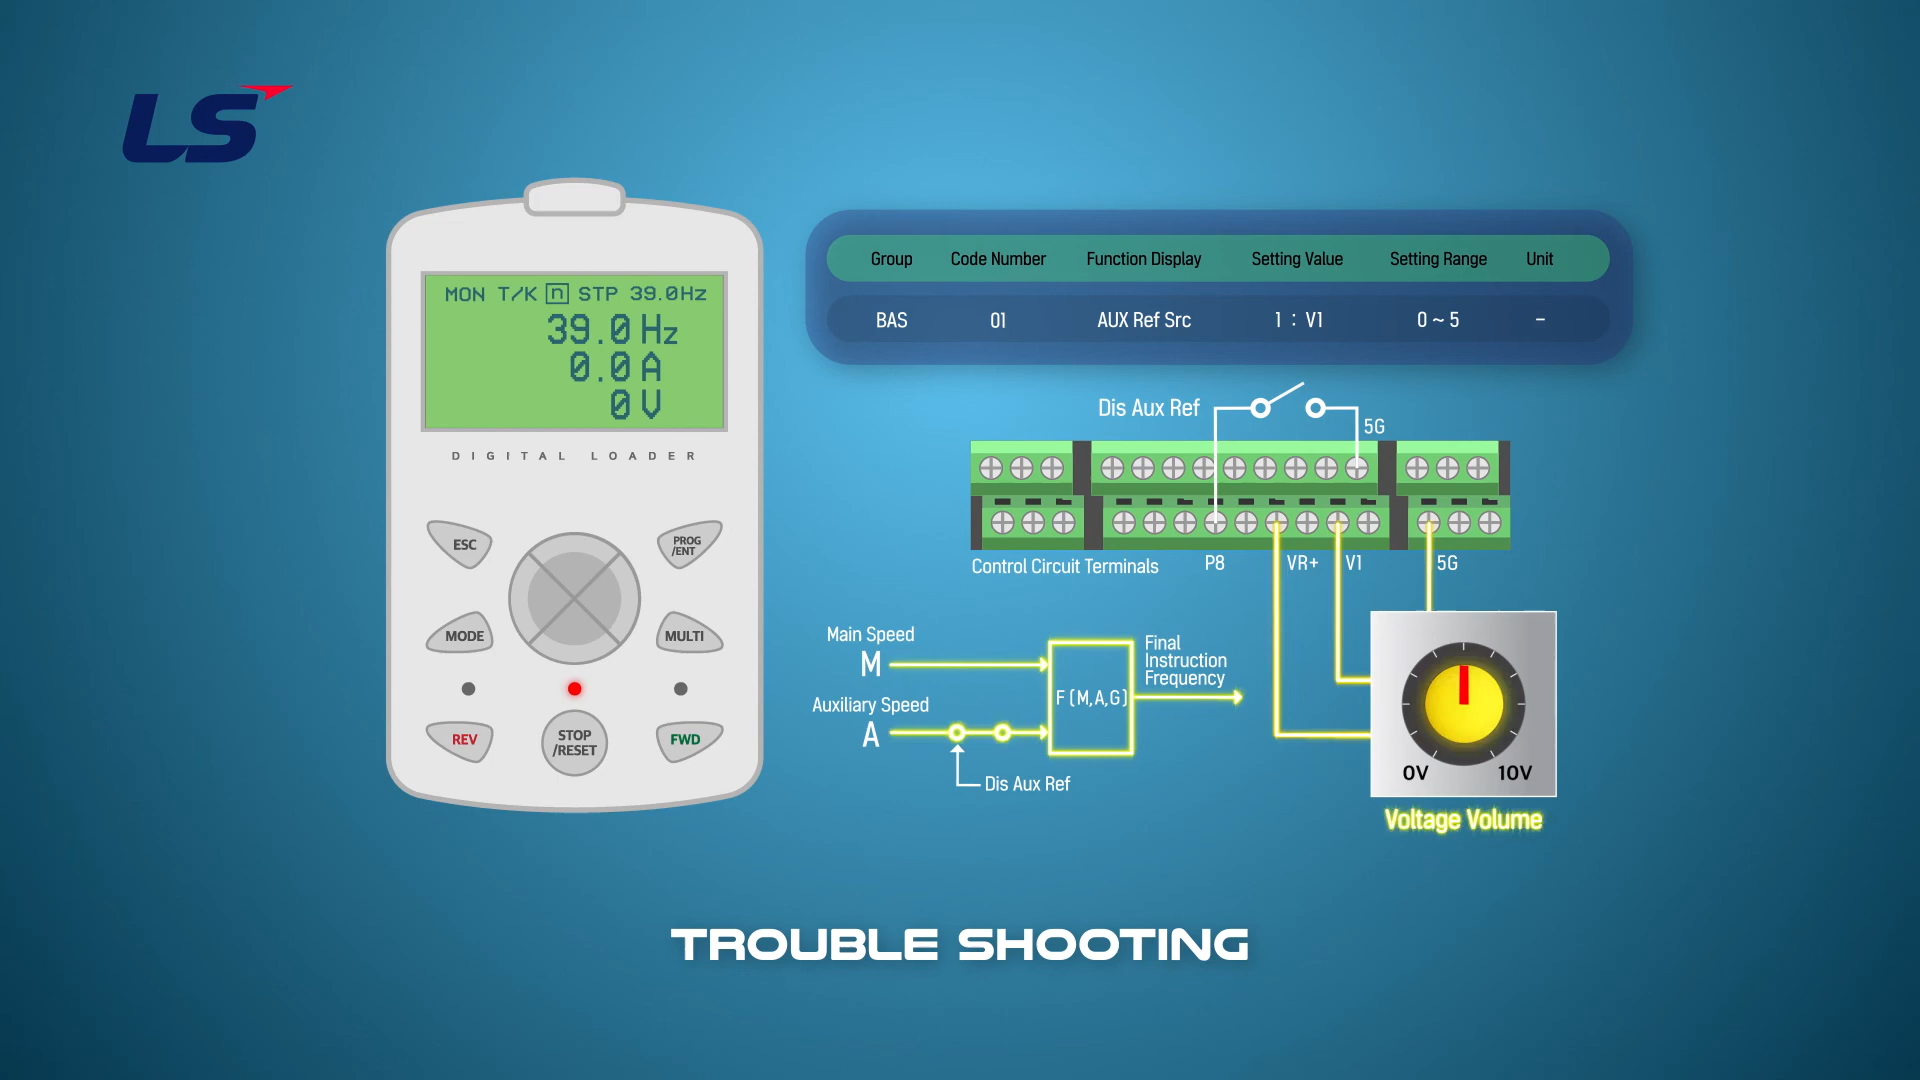 LS
MON T/K n STP 39.0Hz
39.0 Hz
0.0 A
0 V
DIGITAL LOADER
ESC
PROG
/ENT
MODE
MULTI
REV
STOP
/RESET
FWD
Group Code Number Function Display Setting Value Setting Range Unit
BAS 01 AUX Ref Src 1 : V1 0 ~ 5 –
Dis Aux Ref
5G
Control Circuit Terminals
P8
VR+
V1
5G
Main Speed
M
Auxiliary Speed
A
F (M,A,G)
Final
Instruction
Frequency
Dis Aux Ref
0V 10V
Voltage Volume
TROUBLE SHOOTING